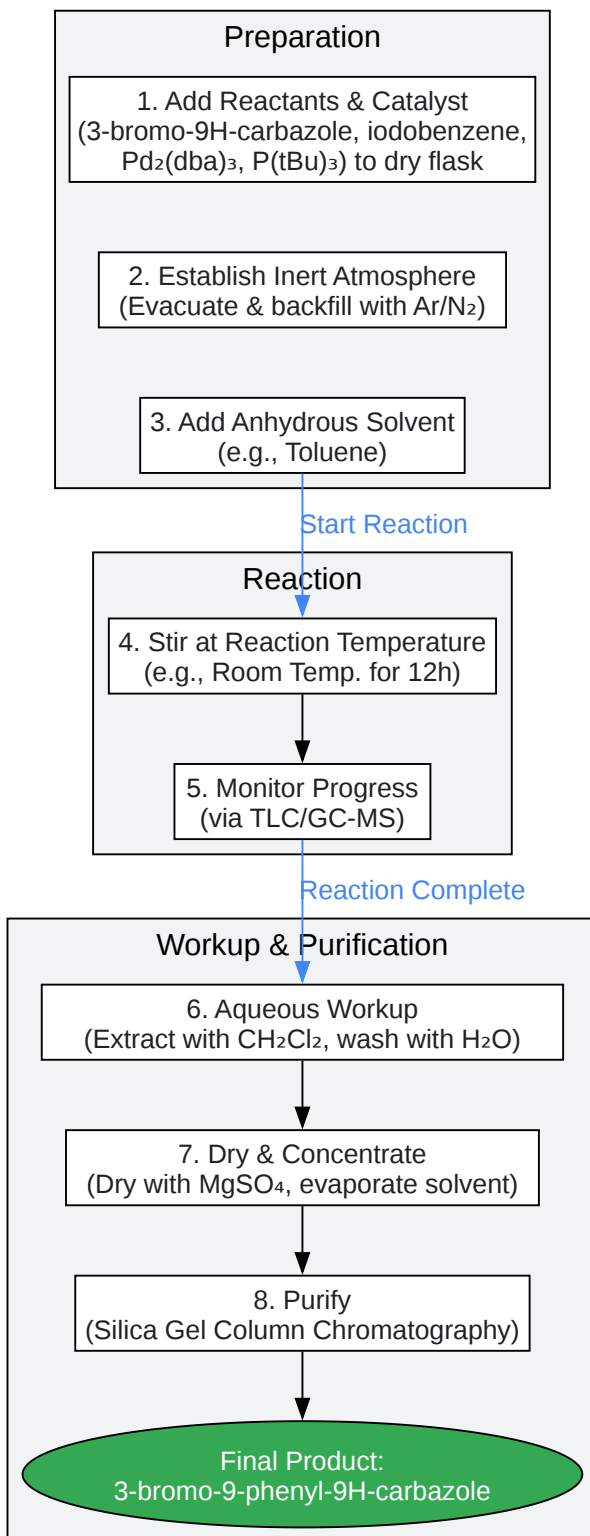 Preparation
1. Add Reactants & Catalyst
(3-bromo-9H-carbazole, iodobenzene,
Pd₂(dba)₃, P(tBu)₃) to dry flask
2. Establish Inert Atmosphere
(Evacuate & backfill with Ar/N₂)
3. Add Anhydrous Solvent
(e.g., Toluene)
Start Reaction
Reaction
4. Stir at Reaction Temperature
(e.g., Room Temp. for 12h)
5. Monitor Progress
(via TLC/GC-MS)
Reaction Complete
Workup & Purification
6. Aqueous Workup
(Extract with CH₂Cl₂, wash with H₂O)
7. Dry & Concentrate
(Dry with MgSO₄, evaporate solvent)
8. Purify
(Silica Gel Column Chromatography)
Final Product:
3-bromo-9-phenyl-9H-carbazole